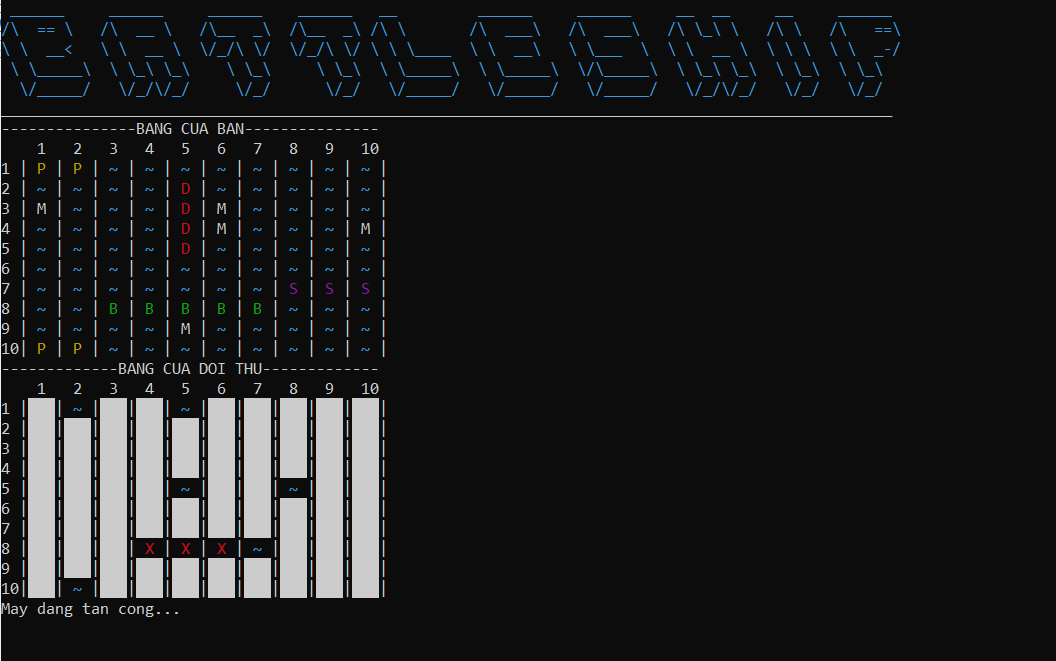 BATTLESHIP
---------------BANG CUA BAN---------------
1 2 3 4 5 6 7 8 9 10
1 | P | P | ~ | ~ | ~ | ~ | ~ | ~ | ~ | ~ |
2 | ~ | ~ | ~ | ~ | D | ~ | ~ | ~ | ~ | ~ |
3 | M | ~ | ~ | ~ | D | M | ~ | ~ | ~ | ~ |
4 | ~ | ~ | ~ | ~ | D | M | ~ | ~ | ~ | M |
5 | ~ | ~ | ~ | ~ | D | ~ | ~ | ~ | ~ | ~ |
6 | ~ | ~ | ~ | ~ | ~ | ~ | ~ | ~ | ~ | ~ |
7 | ~ | ~ | ~ | ~ | ~ | ~ | ~ | S | S | S |
8 | ~ | ~ | B | B | B | B | B | ~ | ~ | ~ |
9 | ~ | ~ | ~ | ~ | M | ~ | ~ | ~ | ~ | ~ |
10| P | P | ~ | ~ | ~ | ~ | ~ | ~ | ~ | ~ |
-------------BANG CUA DOI THU-------------
1 2 3 4 5 6 7 8 9 10
1 | | ~ | | | ~ | | | | | |
2 | | | | | | | | | | |
3 | | | | | | | | | | |
4 | | | | | | | | | | |
5 | | | | | ~ | | | ~ | | |
6 | | | | | | | | | | |
7 | | | | | | | | | | |
8 | | | | X | X | X | ~ | | | |
9 | | | | | | | | | | |
10| | ~ | | | | | | | | |
May dang tan cong...